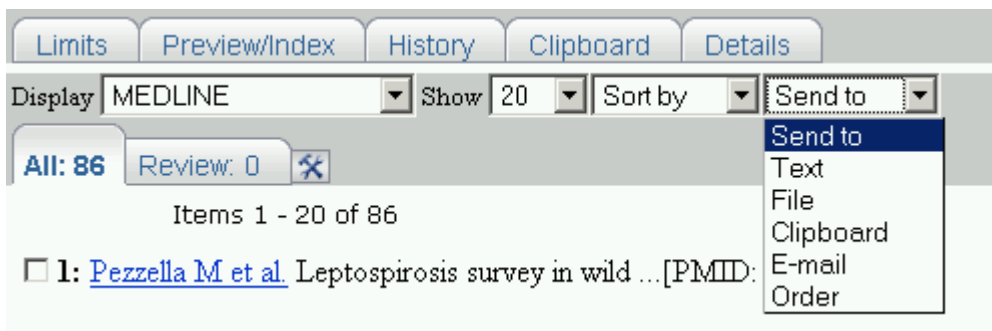 Limits Preview/Index History Clipboard Details
Display MEDLINE Show 20 Sort by Send to
Send to
Text
File
Clipboard
E-mail
Order
All: 86 Review: 0
Items 1 - 20 of 86
1: Pezzella M et al. Leptospirosis survey in wild ...[PMID: